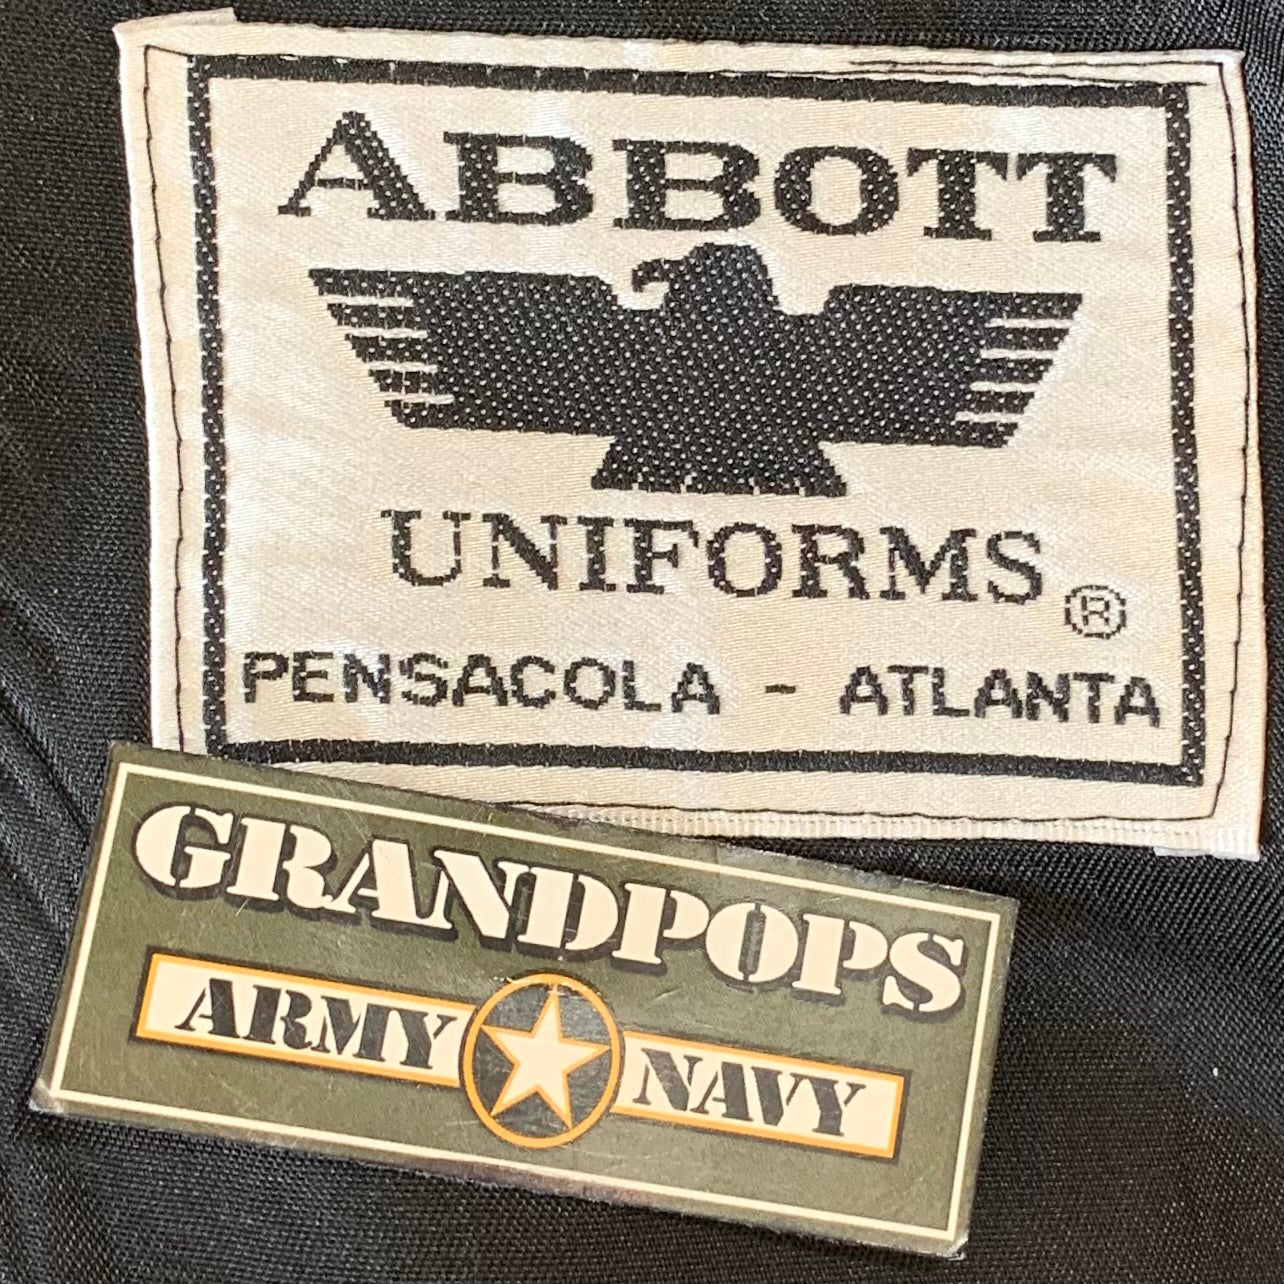 ABBOTT
UNIFORMS ®
PENSACOLA - ATLANTA
GRANDPOPS
ARMY NAVY